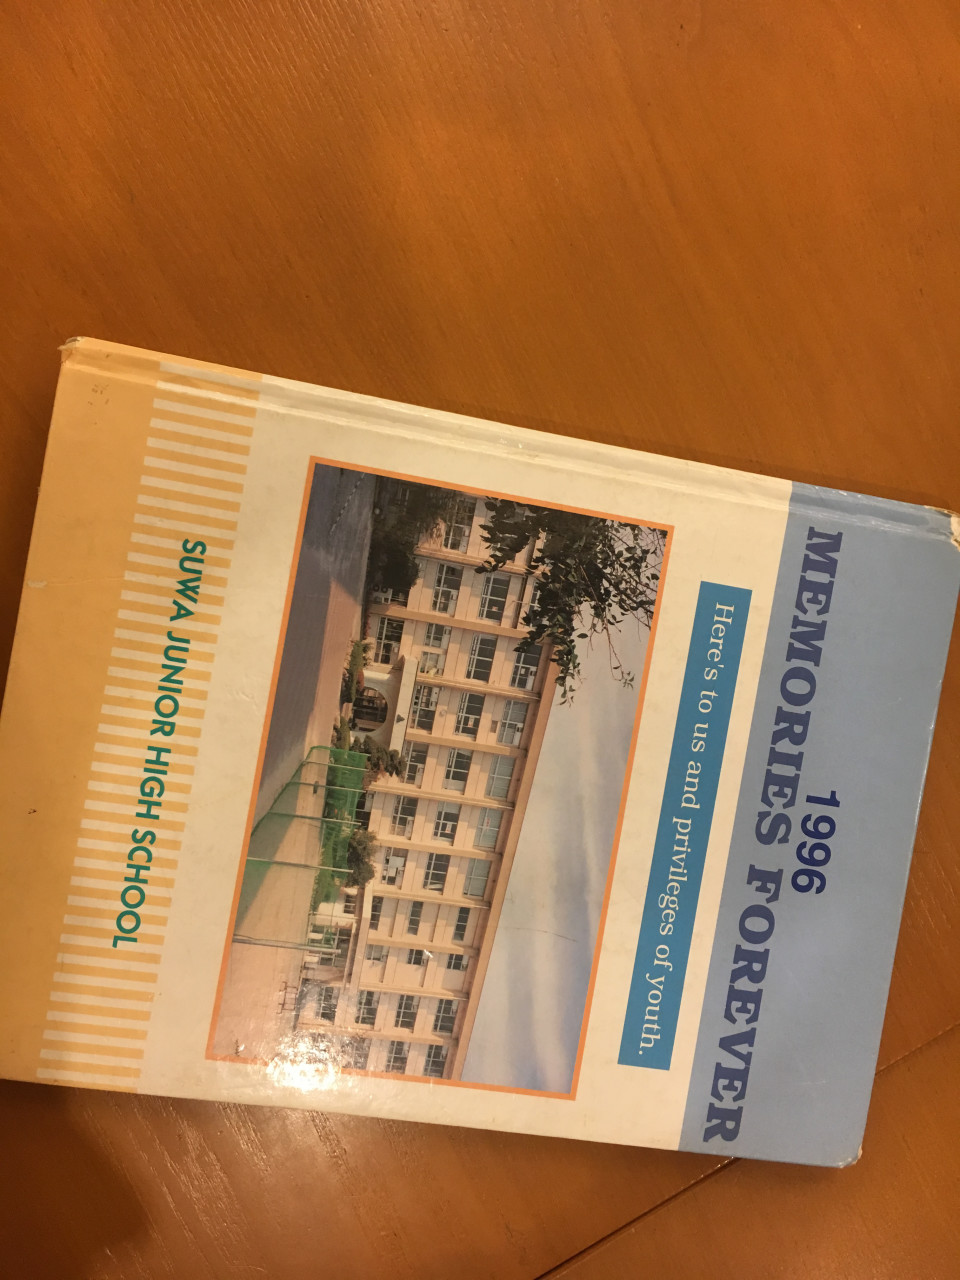 1996
MEMORIES FOREVER
Here's to us and privileges of youth.
SUWA JUNIOR HIGH SCHOOL